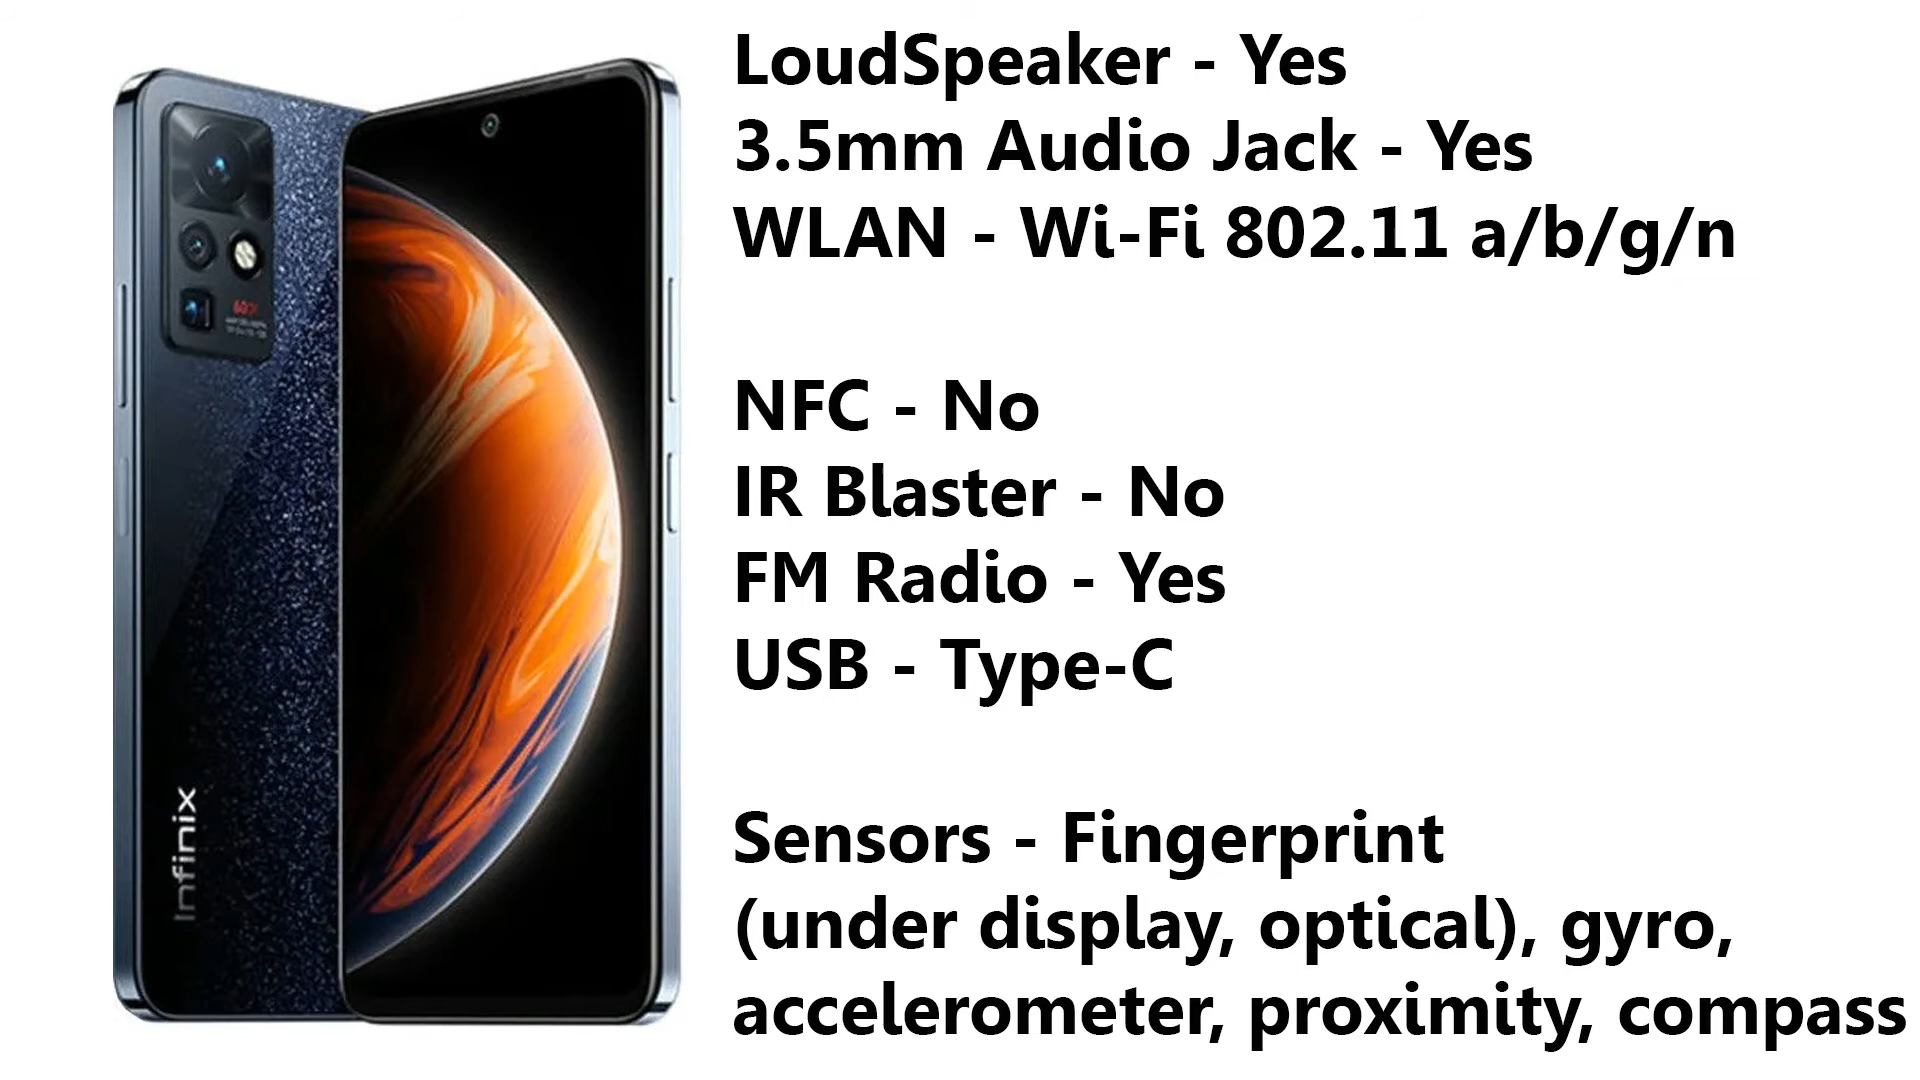 LoudSpeaker - Yes
3.5mm Audio Jack - Yes
WLAN - Wi-Fi 802.11 a/b/g/n
NFC - No
IR Blaster - No
FM Radio - Yes
USB - Type-C
Sensors - Fingerprint
(under display, optical), gyro,
accelerometer, proximity, compass
60X
Infinix